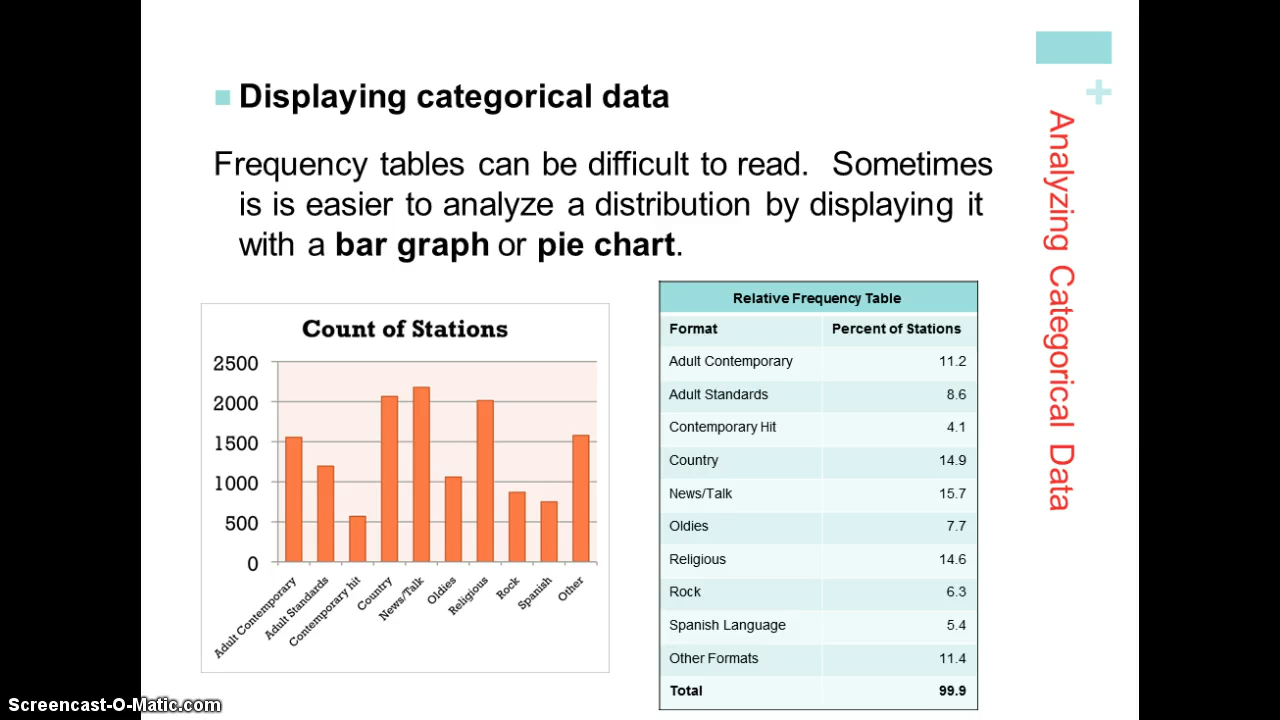 Displaying categorical data
Frequency tables can be difficult to read. Sometimes
is is easier to analyze a distribution by displaying it
with a bar graph or pie chart.
+
Analyzing Categorical Data
Count of Stations
2500
2000
1500
1000
500
0
Adult Contemporary
Adult Standards
Contemporary hit
Country
News/Talk
Oldies
Religious
Rock
Spanish
Other
Relative Frequency Table
Format Percent of Stations
Adult Contemporary 11.2
Adult Standards 8.6
Contemporary Hit 4.1
Country 14.9
News/Talk 15.7
Oldies 7.7
Religious 14.6
Rock 6.3
Spanish Language 5.4
Other Formats 11.4
Total 99.9
Screencast-O-Matic.com